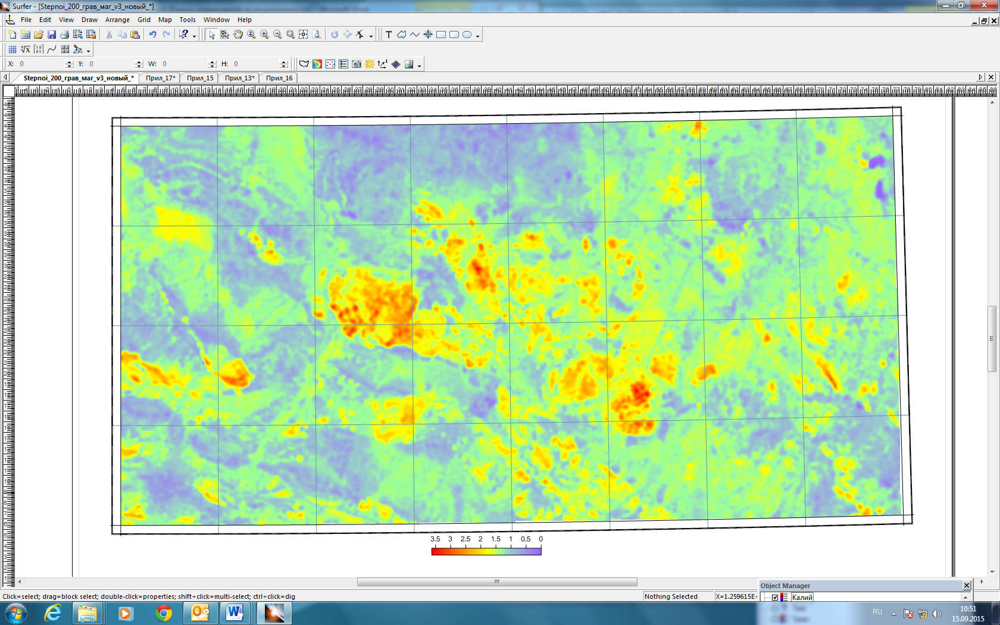 Surfer - [Stepnoi_200_грав_маг_v3_новый_*]
File Edit View Draw Arrange Grid Map Tools Window Help
X: 0 Y: 0 W: 0 H: 0
Stepnoi_200_грав_маг_v3_новый_* Прил_17* Прил_15 Прил_13* Прил_16
3.5 3 2.5 2 1.5 1 0.5 0
Object Manager
Click=select; drag=block select; double-click=properties; shift+click=multi-select; ctrl+click=dig Nothing Selected X=1.259615E+
Калий
RU 10:51
15.09.2015